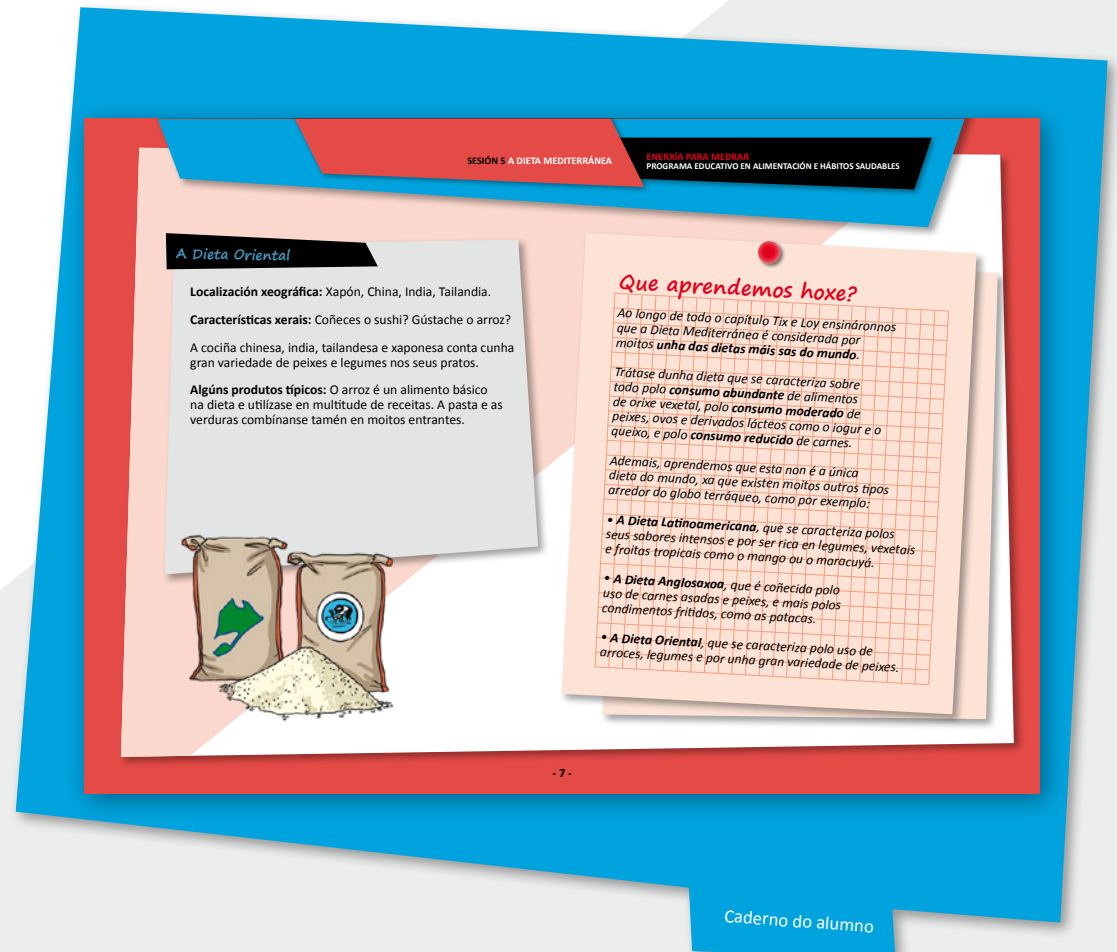 SESIÓN 5 A DIETA MEDITERRÁNEA
ENERXÍA PARA MEDRAR
PROGRAMA EDUCATIVO EN ALIMENTACIÓN E HÁBITOS SAUDABLES
A Dieta Oriental
Localización xeográfica: Xapón, China, India, Tailandia.
Características xerais: Coñeces o sushi? Gústache o arroz?
A cociña chinesa, india, tailandesa e xaponesa conta cunha
gran variedade de peixes e legumes nos seus pratos.
Algúns produtos típicos: O arroz é un alimento básico
na dieta e utilízase en multitude de receitas. A pasta e as
verduras combínanse tamén en moitos entrantes.
Que aprendemos hoxe?
Ao longo de todo o capítulo Tix e Loy ensináronnos
que a Dieta Mediterránea é considerada por
moitos unha das dietas máis sas do mundo.
Trátase dunha dieta que se caracteriza sobre
todo polo consumo abundante de alimentos
de orixe vexetal, polo consumo moderado de
peixes, ovos e derivados lácteos como o iogur e o
queixo, e polo consumo reducido de carnes.
Ademais, aprendemos que esta non é a única
dieta do mundo, xa que existen moitos outros tipos
arredor do globo terráqueo, como por exemplo:
• A Dieta Latinoamericana, que se caracteriza polos
seus sabores intensos e por ser rica en legumes, vexetais
e froitas tropicais como o mango ou o maracuyá.
• A Dieta Anglosaxoa, que é coñecida polo
uso de carnes asadas e peixes, e mais polos
condimentos fritidos, como as patacas.
• A Dieta Oriental, que se caracteriza polo uso de
arroces, legumes e por unha gran variedade de peixes.
- 7 -
Caderno do alumno